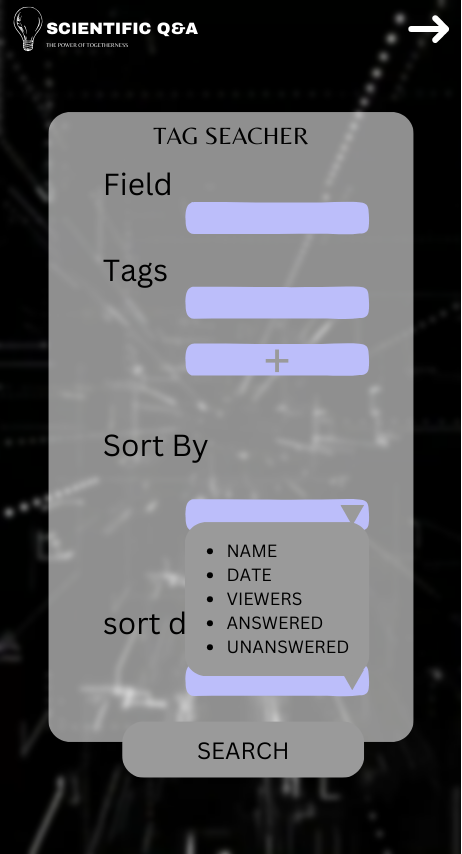 SCIENTIFIC Q&A
THE POWER OF TOGETHERNESS
TAG SEACHER
Field
Tags
+
Sort By
NAME
DATE
VIEWERS
ANSWERED
UNANSWERED
sort d
SEARCH